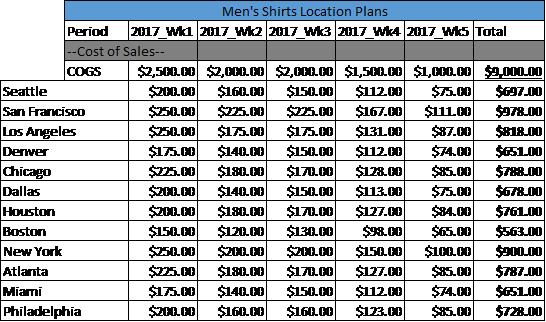 Men's Shirts Location Plans
Period 2017_Wk1 2017_Wk2 2017_Wk3 2017_Wk4 2017_Wk5 Total
--Cost of Sales--
COGS $2,500.00 $2,000.00 $2,000.00 $1,500.00 $1,000.00 $9,000.00
Seattle $200.00 $160.00 $150.00 $112.00 $75.00 $697.00
San Francisco $250.00 $225.00 $225.00 $167.00 $111.00 $978.00
Los Angeles $250.00 $175.00 $175.00 $131.00 $87.00 $818.00
Denver $175.00 $140.00 $150.00 $112.00 $74.00 $651.00
Chicago $225.00 $180.00 $170.00 $128.00 $85.00 $788.00
Dallas $200.00 $140.00 $150.00 $113.00 $75.00 $678.00
Houston $200.00 $180.00 $170.00 $127.00 $84.00 $761.00
Boston $150.00 $120.00 $130.00 $98.00 $65.00 $563.00
New York $250.00 $200.00 $200.00 $150.00 $100.00 $900.00
Atlanta $225.00 $180.00 $170.00 $127.00 $85.00 $787.00
Miami $175.00 $140.00 $150.00 $112.00 $74.00 $651.00
Philadelphia $200.00 $160.00 $160.00 $123.00 $85.00 $728.00